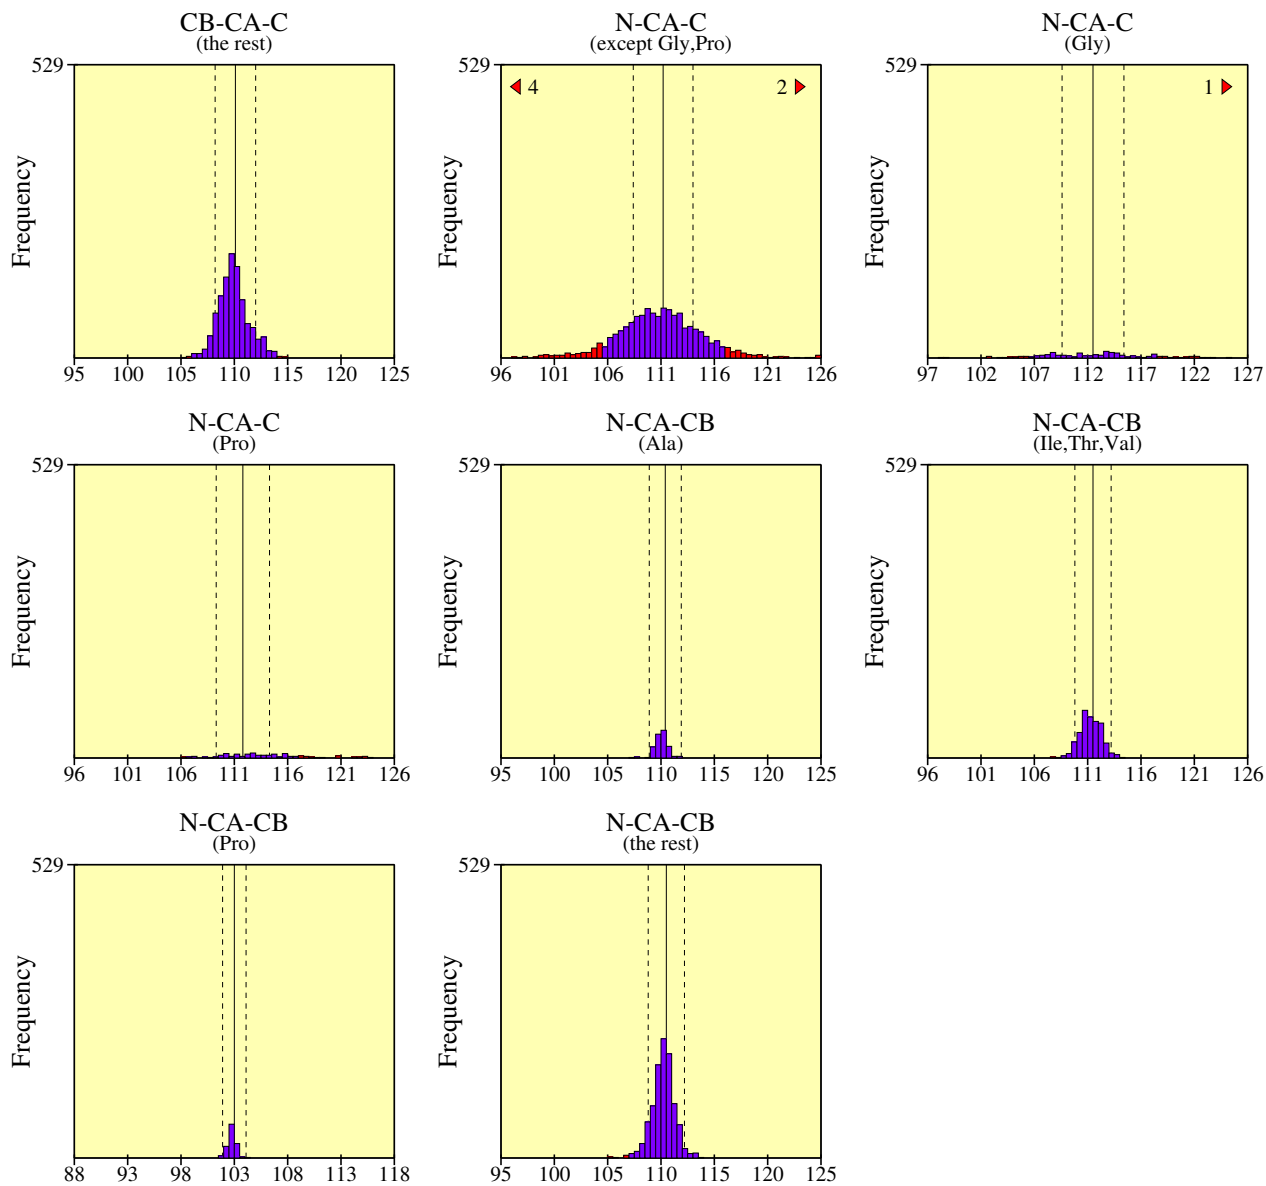 CB-CA-C
(the rest)
529
Frequency
95 100 105 110 115 120 125
N-CA-C
(except Gly,Pro)
529
4 2
Frequency
96 101 106 111 116 121 126
N-CA-C
(Gly)
529
1
Frequency
97 102 107 112 117 122 127
N-CA-C
(Pro)
529
Frequency
96 101 106 111 116 121 126
N-CA-CB
(Ala)
529
Frequency
95 100 105 110 115 120 125
N-CA-CB
(Ile,Thr,Val)
529
Frequency
96 101 106 111 116 121 126
N-CA-CB
(Pro)
529
Frequency
88 93 98 103 108 113 118
N-CA-CB
(the rest)
529
Frequency
95 100 105 110 115 120 125